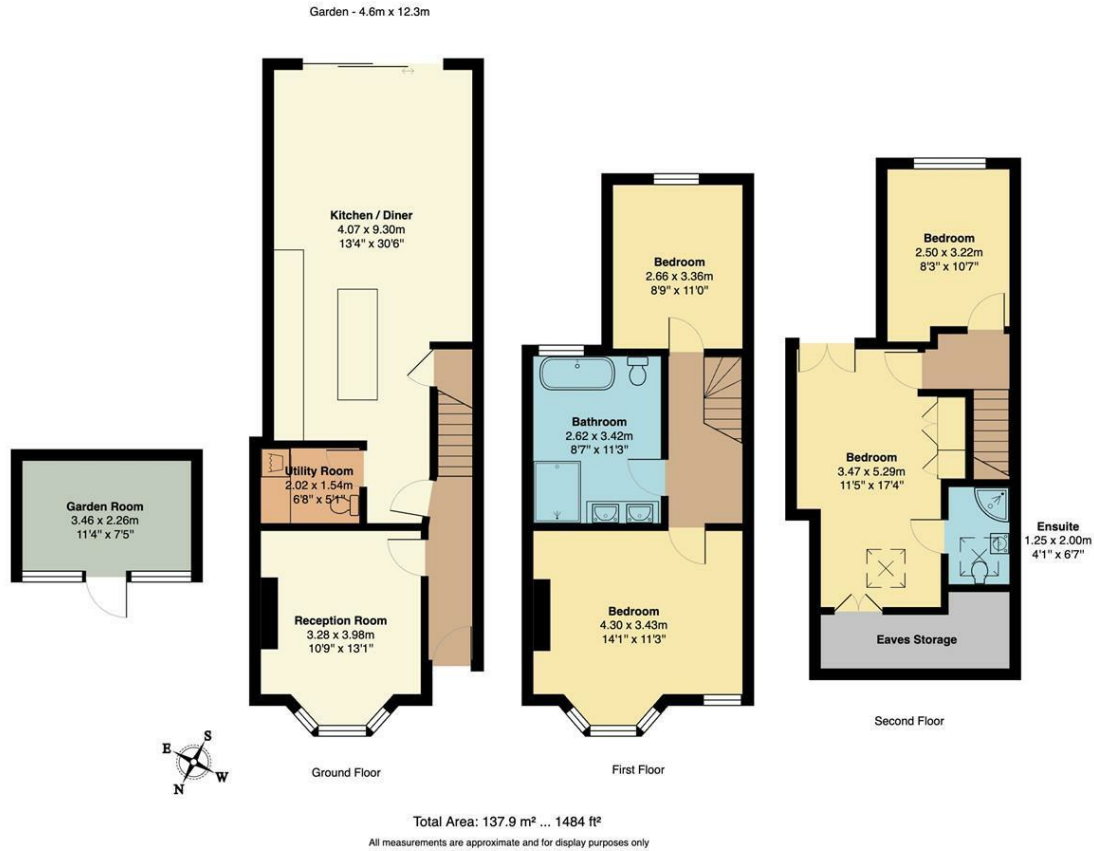 Garden - 4.6m x 12.3m
Kitchen / Diner
4.07 x 9.30m
13'4" x 30'6"
Utility Room
2.02 x 1.54m
6'8" x 5'1"
Garden Room
3.46 x 2.26m
11'4" x 7'5"
Reception Room
3.28 x 3.98m
10'9" x 13'1"
Ground Floor
Bedroom
2.66 x 3.36m
8'9" x 11'0"
Bathroom
2.62 x 3.42m
8'7" x 11'3"
Bedroom
4.30 x 3.43m
14'1" x 11'3"
First Floor
Bedroom
2.50 x 3.22m
8'3" x 10'7"
Bedroom
3.47 x 5.29m
11'5" x 17'4"
Ensuite
1.25 x 2.00m
4'1" x 6'7"
Eaves Storage
Second Floor
E
S
N
W
Total Area: 137.9 m² ... 1484 ft²
All measurements are approximate and for display purposes only